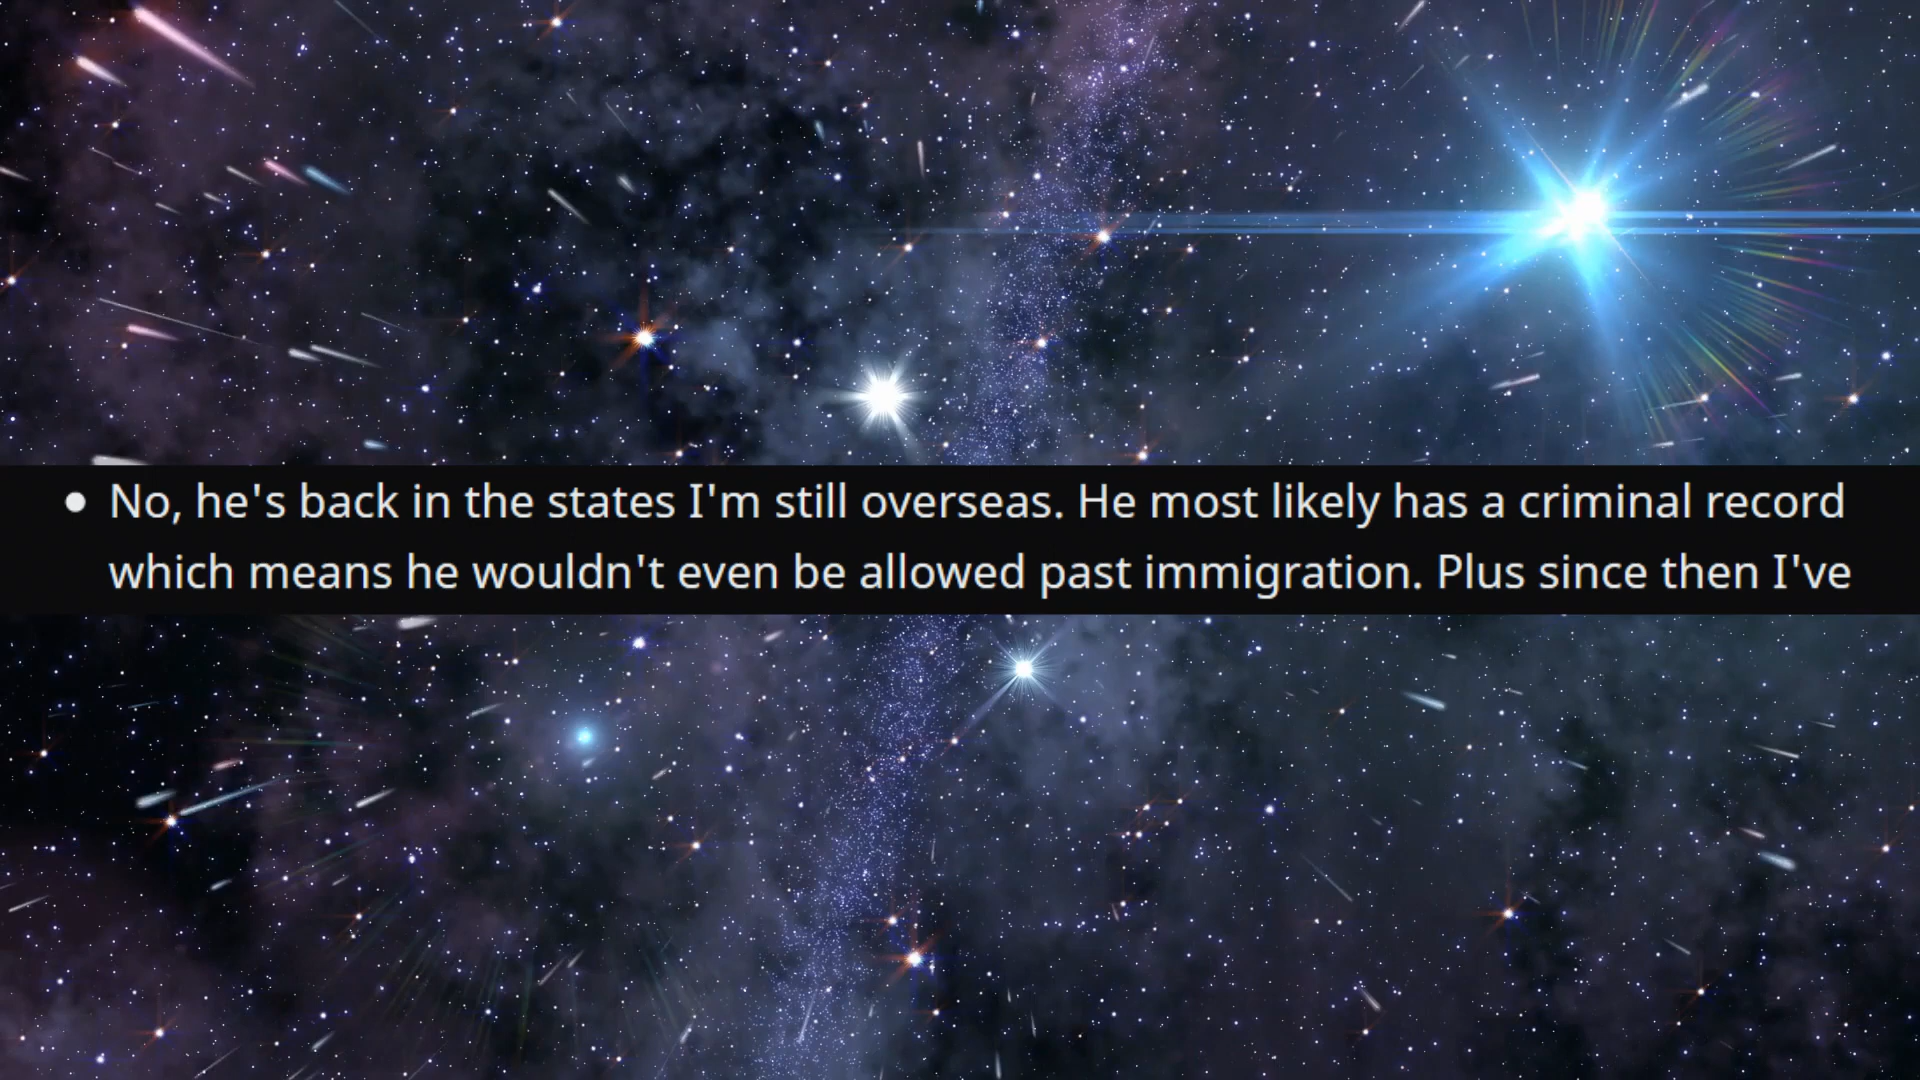 • No, he's back in the states I'm still overseas. He most likely has a criminal record
which means he wouldn't even be allowed past immigration. Plus since then I've